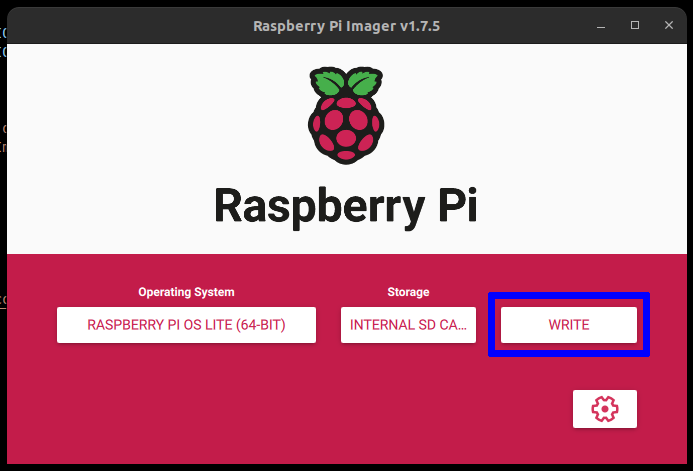 Raspberry Pi Imager v1.7.5
Raspberry Pi
Operating System
Storage
RASPBERRY PI OS LITE (64-BIT)
INTERNAL SD CA...
WRITE